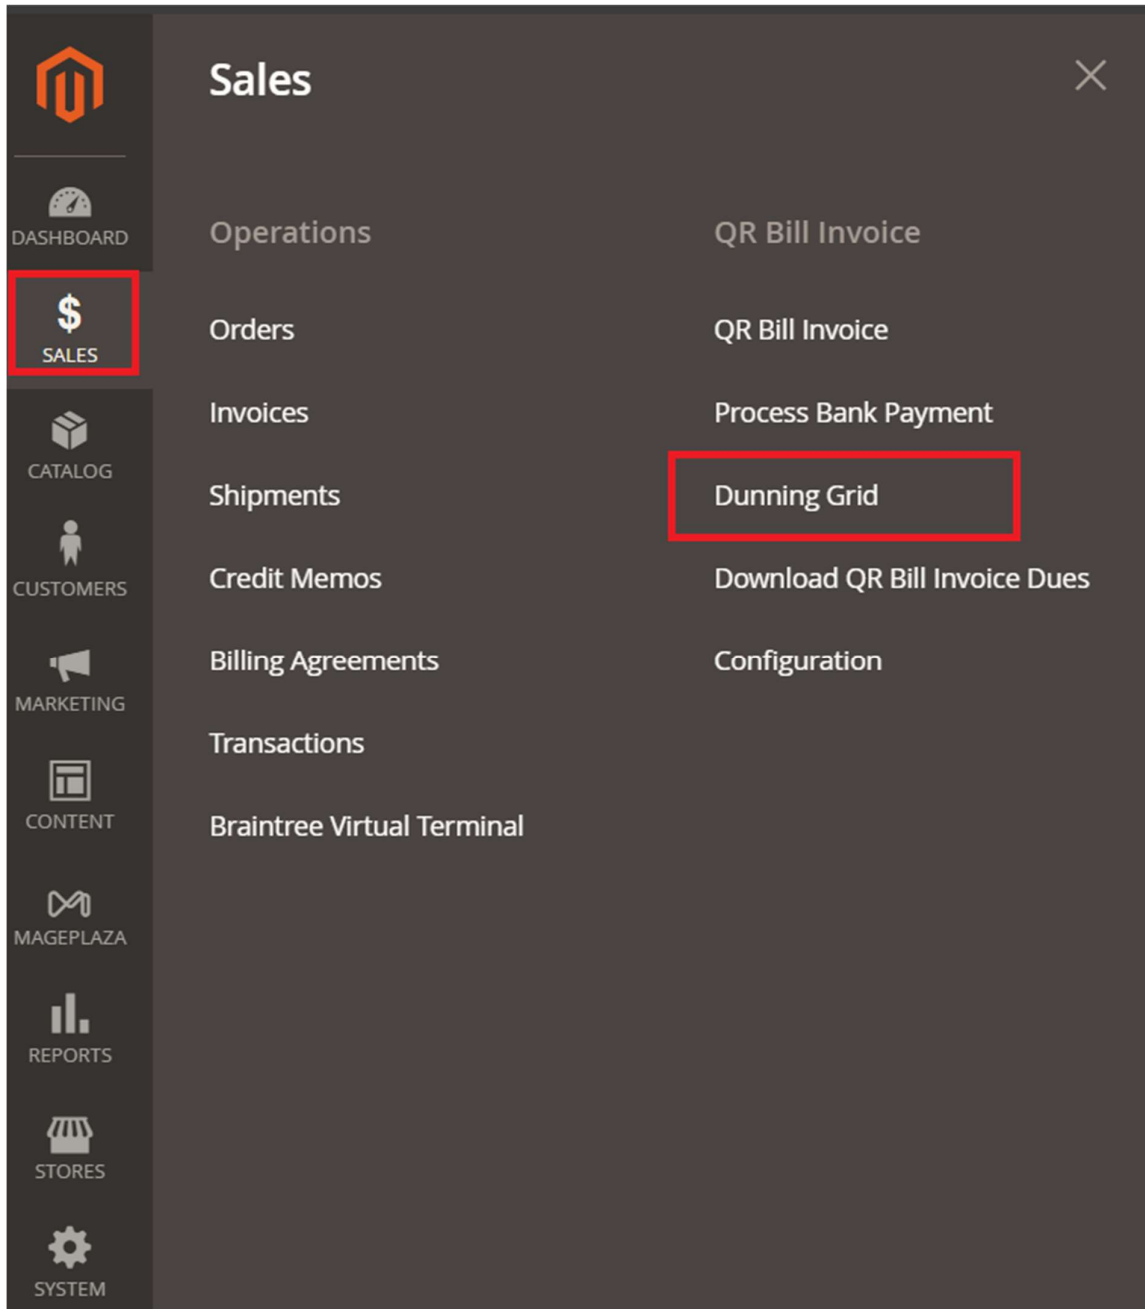 DASHBOARD
SALES
CATALOG
CUSTOMERS
MARKETING
CONTENT
MAGEPLAZA
REPORTS
STORES
SYSTEM
Sales
Operations
Orders
Invoices
Shipments
Credit Memos
Billing Agreements
Transactions
Braintree Virtual Terminal
QR Bill Invoice
QR Bill Invoice
Process Bank Payment
Dunning Grid
Download QR Bill Invoice Dues
Configuration